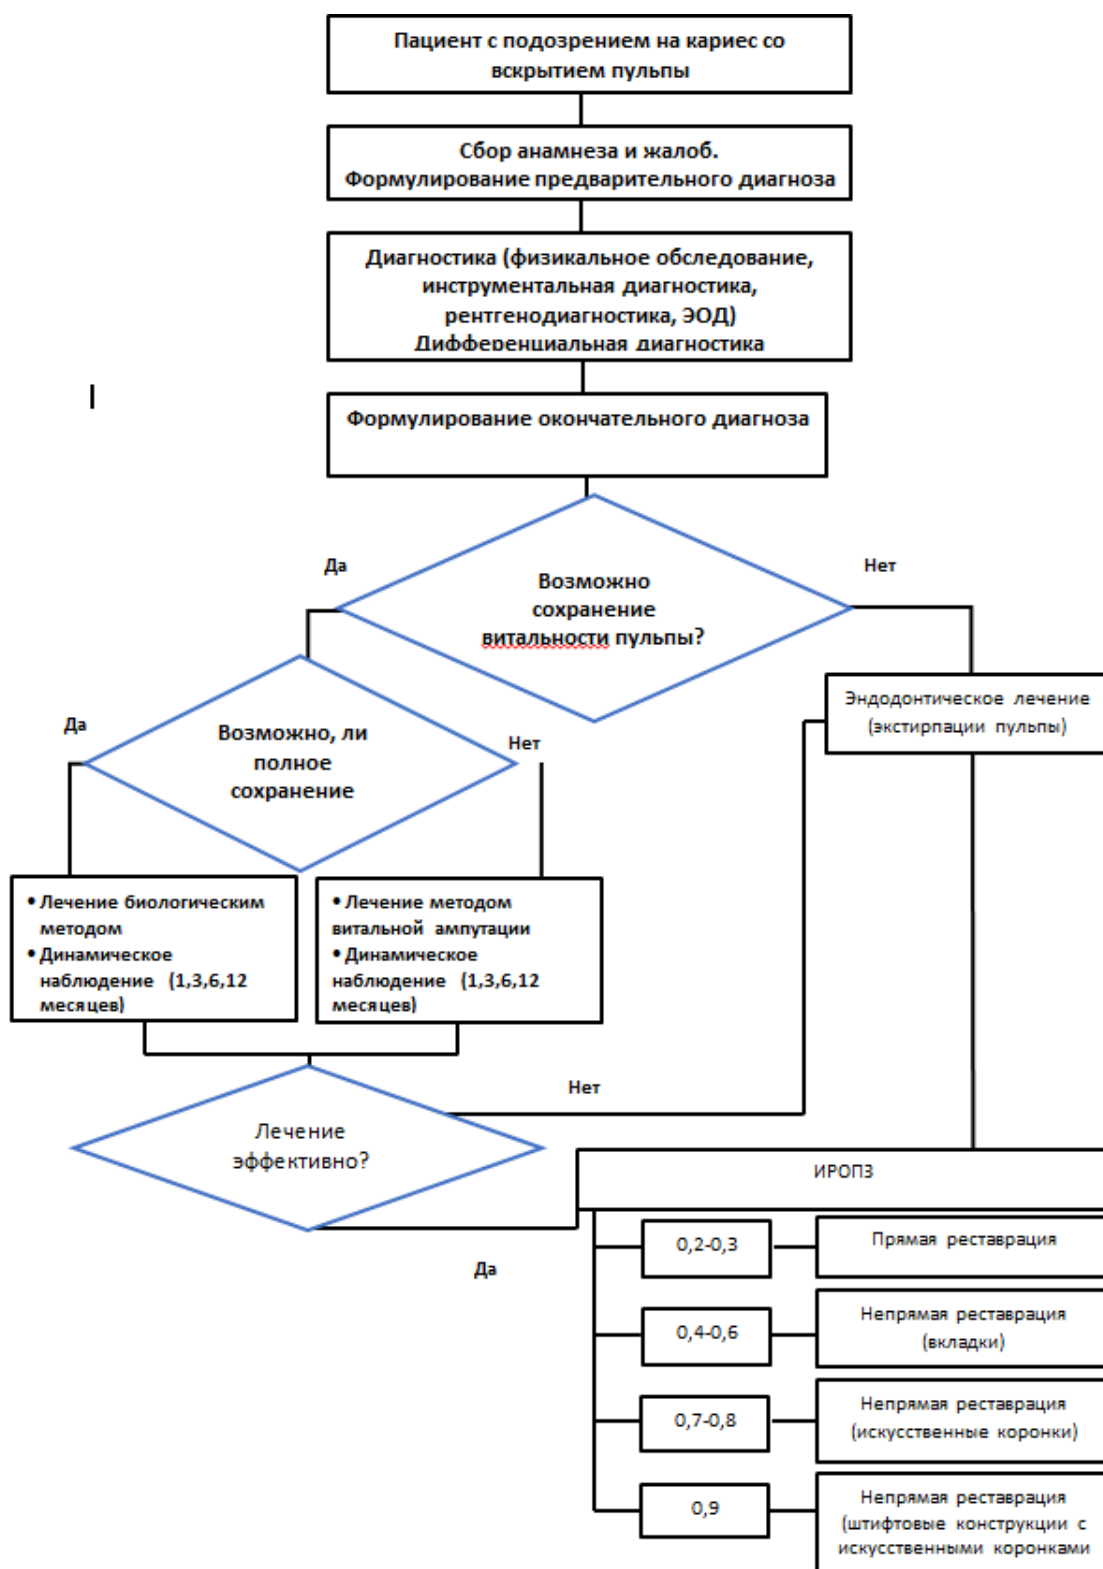 Пациент с подозрением на кариес со
вскрытием пульпы
Сбор анамнеза и жалоб.
Формулирование предварительного диагноза
Диагностика (физикальное обследование,
инструментальная диагностика,
рентгенодиагностика, ЭОД)
Дифференциальная диагностика
Формулирование окончательного диагноза
Да
Нет
Возможно
сохранение
витальности пульпы?
Эндодонтическое лечение
(экстирпации пульпы)
Да
Нет
Возможно, ли
полное
сохранение
• Лечение биологическим
методом
• Динамическое
наблюдение (1,3,6,12
месяцев)
• Лечение методом
витальной ампутации
• Динамическое
наблюдение (1,3,6,12
месяцев)
Нет
Лечение
эффективно?
Да
ИРОПЗ
0,2-0,3
Прямая реставрация
0,4-0,6
Непрямая реставрация
(вкладки)
0,7-0,8
Непрямая реставрация
(искусственные коронки)
0,9
Непрямая реставрация
(штифтовые конструкции с
искусственными коронками